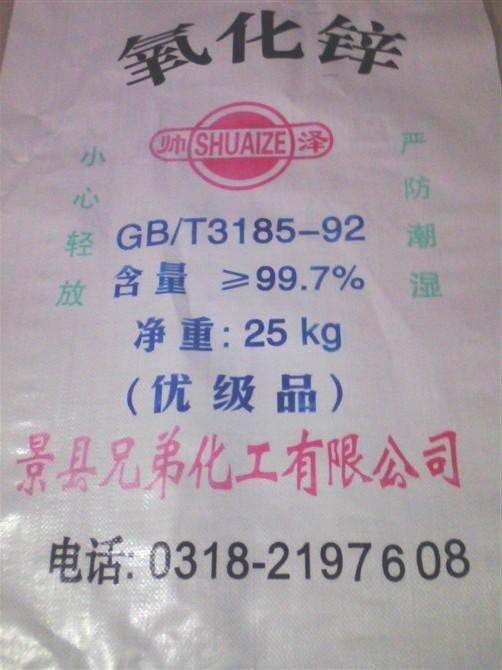 氧化锌
帅 SHUAIZE 泽
小心轻放
严防潮湿
GB/T3185-92
含量 ≥99.7%
净重: 25 kg
(优级品)
景县兄弟化工有限公司
电话: 0318-2197608